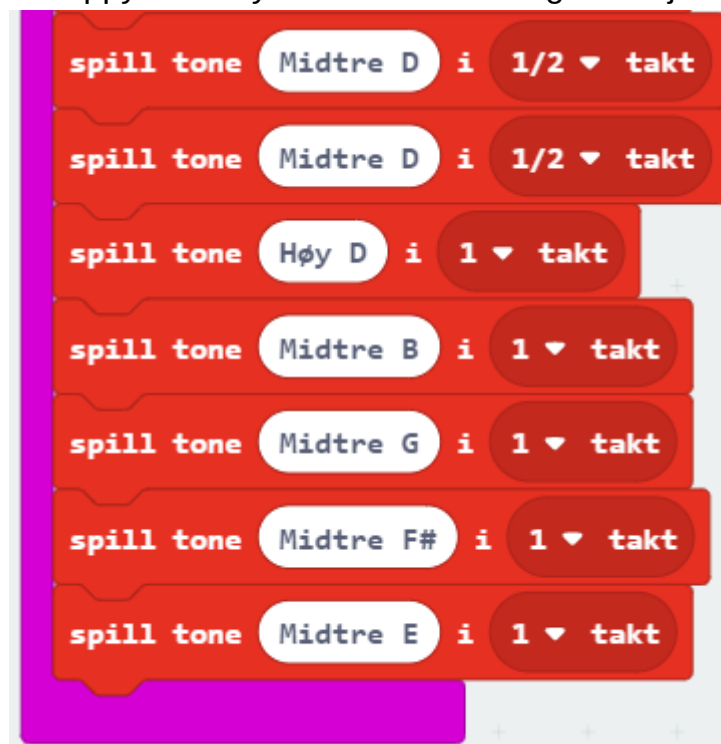 spill tone Midtre D i 1/2 takt
spill tone Midtre D i 1/2 takt
spill tone Høy D i 1 takt
spill tone Midtre B i 1 takt
spill tone Midtre G i 1 takt
spill tone Midtre F# i 1 takt
spill tone Midtre E i 1 takt